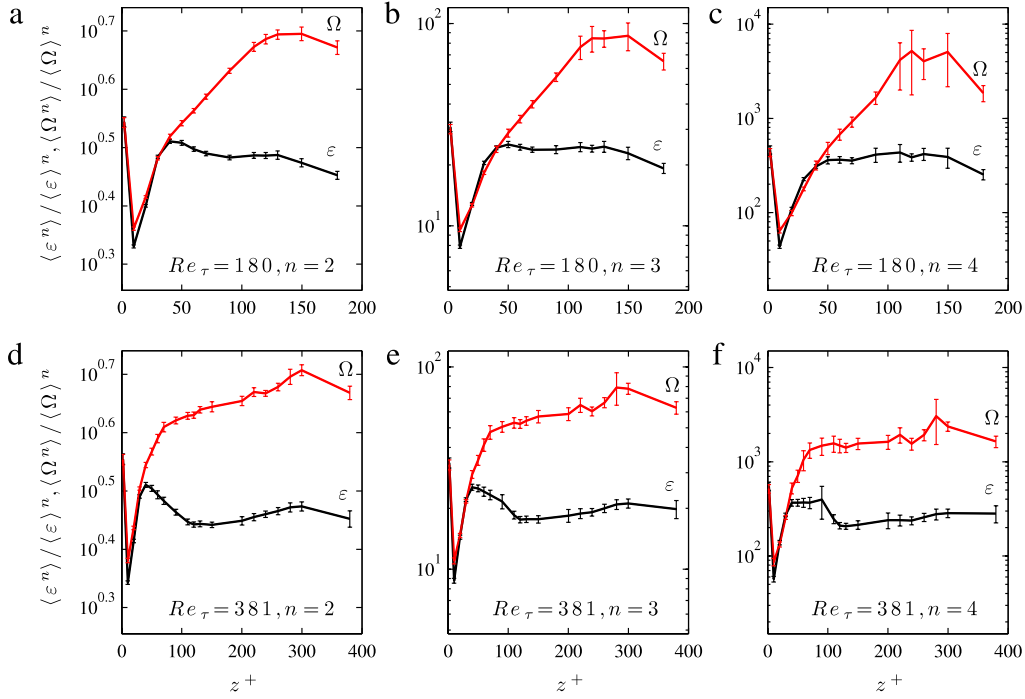 a
⟨ε^n⟩/⟨ε⟩^n, ⟨Ω^n⟩/⟨Ω⟩^n
10^0.7
10^0.6
10^0.5
10^0.4
10^0.3
Ω
ε
Re_τ=180, n=2
0 50 100 150 200
b
10^2
10^1
Ω
ε
Re_τ=180, n=3
0 50 100 150 200
c
10^4
10^3
10^2
Ω
ε
Re_τ=180, n=4
0 50 100 150 200
d
⟨ε^n⟩/⟨ε⟩^n, ⟨Ω^n⟩/⟨Ω⟩^n
10^0.7
10^0.6
10^0.5
10^0.4
10^0.3
Ω
ε
Re_τ=381, n=2
0 100 200 300 400
z^+
e
10^2
10^1
Ω
ε
Re_τ=381, n=3
0 100 200 300 400
z^+
f
10^4
10^3
10^2
Ω
ε
Re_τ=381, n=4
0 100 200 300 400
z^+